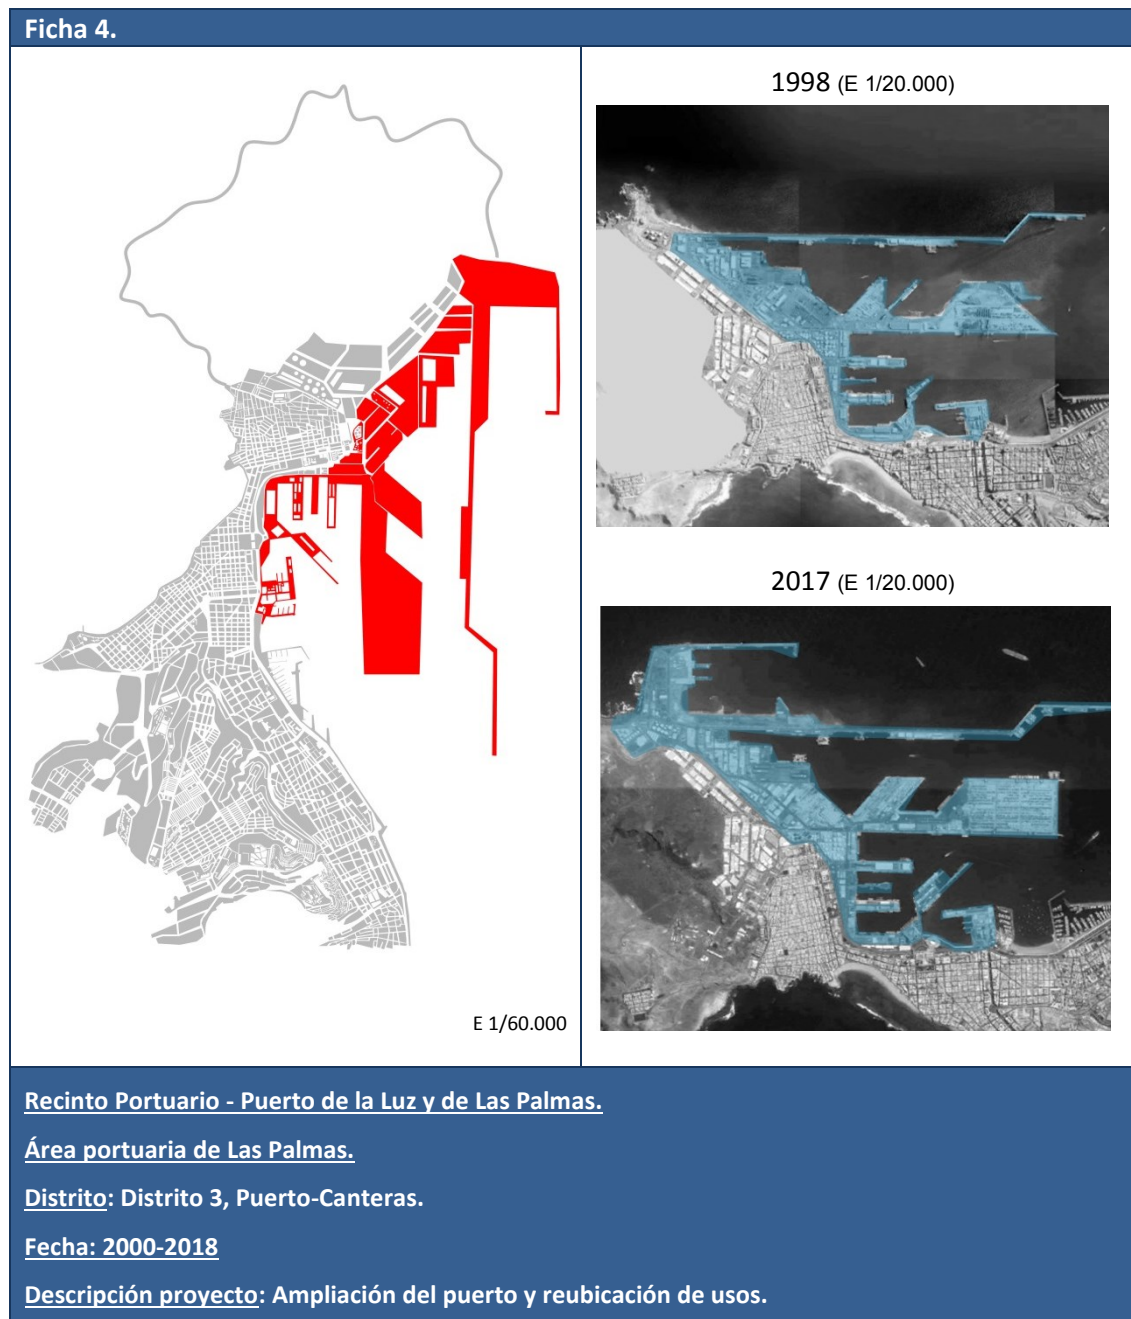 Ficha 4.
1998 (E 1/20.000)
2017 (E 1/20.000)
E 1/60.000
Recinto Portuario - Puerto de la Luz y de Las Palmas.
Área portuaria de Las Palmas.
Distrito: Distrito 3, Puerto-Canteras.
Fecha: 2000-2018
Descripción proyecto: Ampliación del puerto y reubicación de usos.